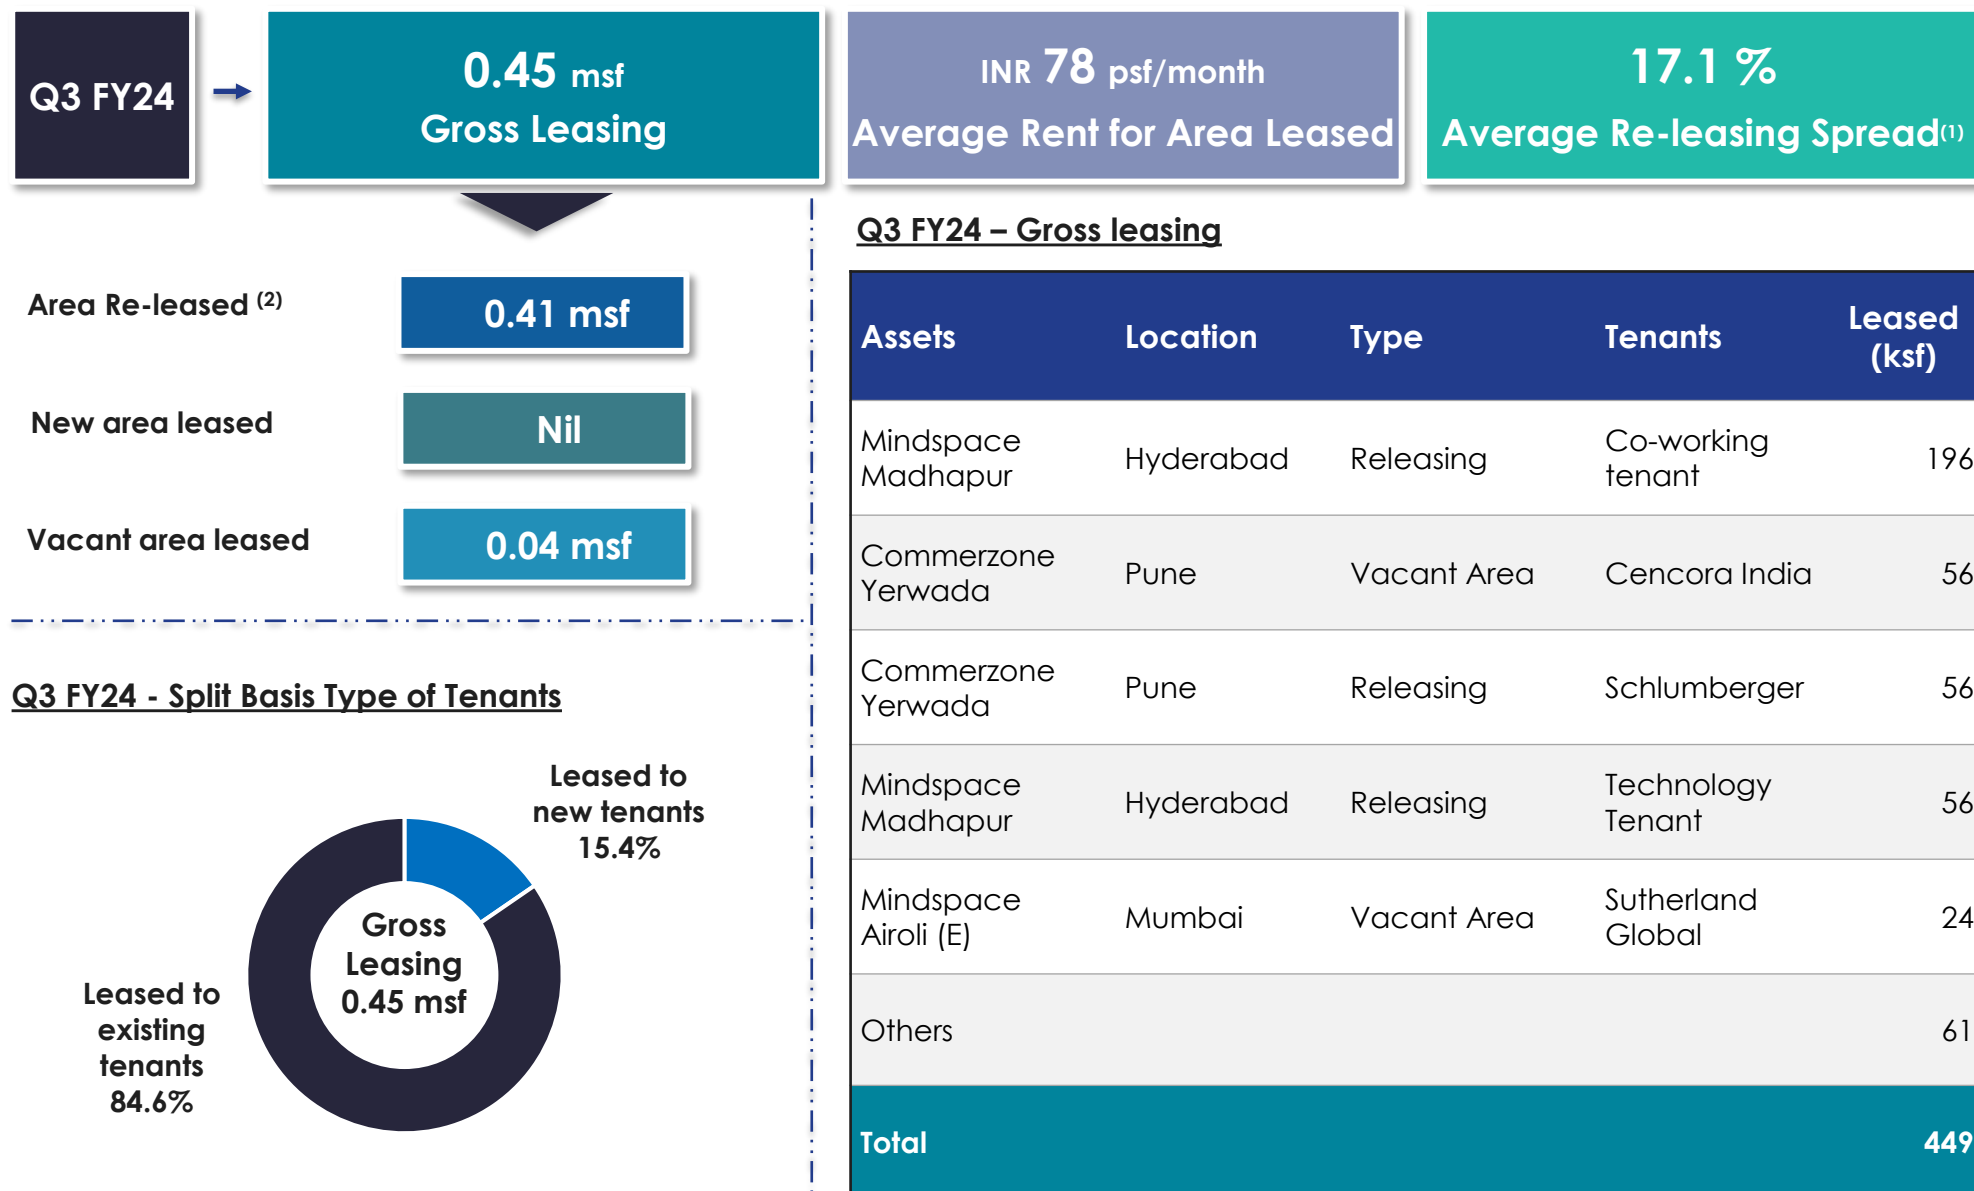 Q3 FY24
0.45 msf
Gross Leasing
INR 78 psf/month
Average Rent for Area Leased
17.1 %
Average Re-leasing Spread(1)
Area Re-leased (2)
0.41 msf
New area leased
Nil
Vacant area leased
0.04 msf
Q3 FY24 - Split Basis Type of Tenants
Leased to
new tenants
15.4%
Gross
Leasing
0.45 msf
Leased to
existing
tenants
84.6%
Q3 FY24 – Gross leasing
Assets Location Type Tenants Leased (ksf)
Mindspace Madhapur Hyderabad Releasing Co-working tenant 196
Commerzone Yerwada Pune Vacant Area Cencora India 56
Commerzone Yerwada Pune Releasing Schlumberger 56
Mindspace Madhapur Hyderabad Releasing Technology Tenant 56
Mindspace Airoli (E) Mumbai Vacant Area Sutherland Global 24
Others 61
Total 449